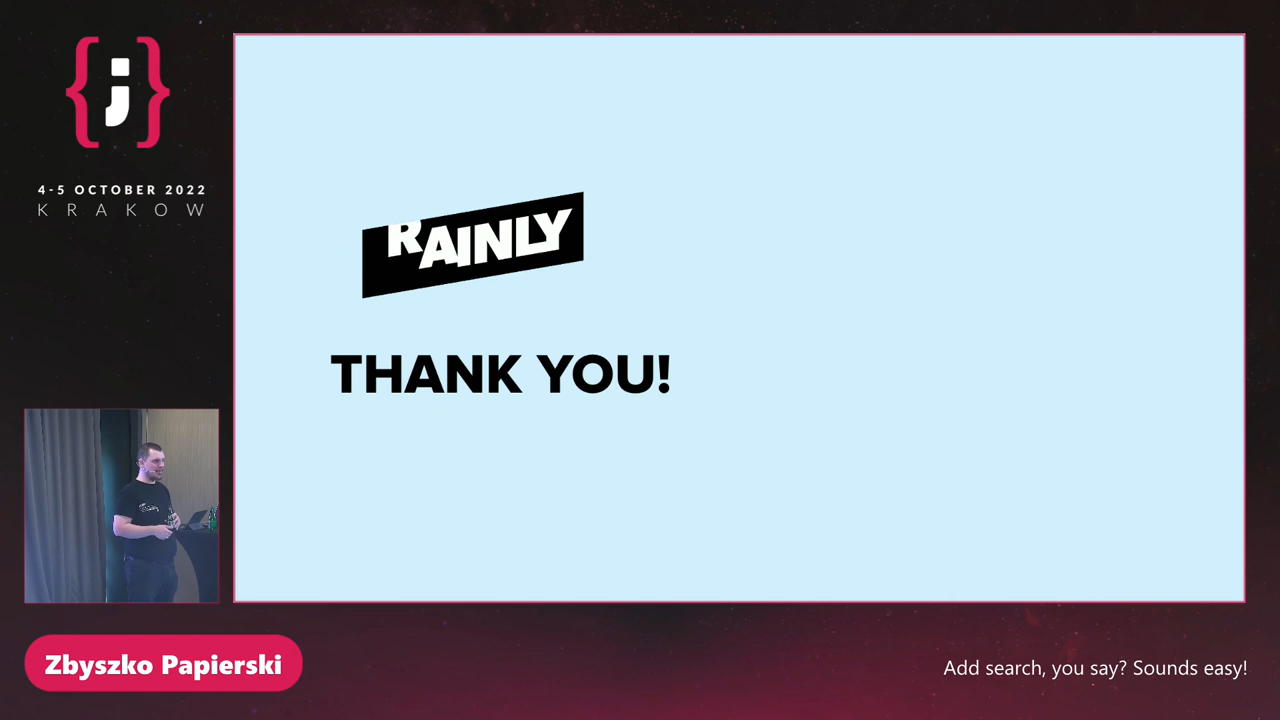 {;}
4-5 OCTOBER 2022
KRAKOW
RAINLY
THANK YOU!
Zbyszko Papierski
Add search, you say? Sounds easy!